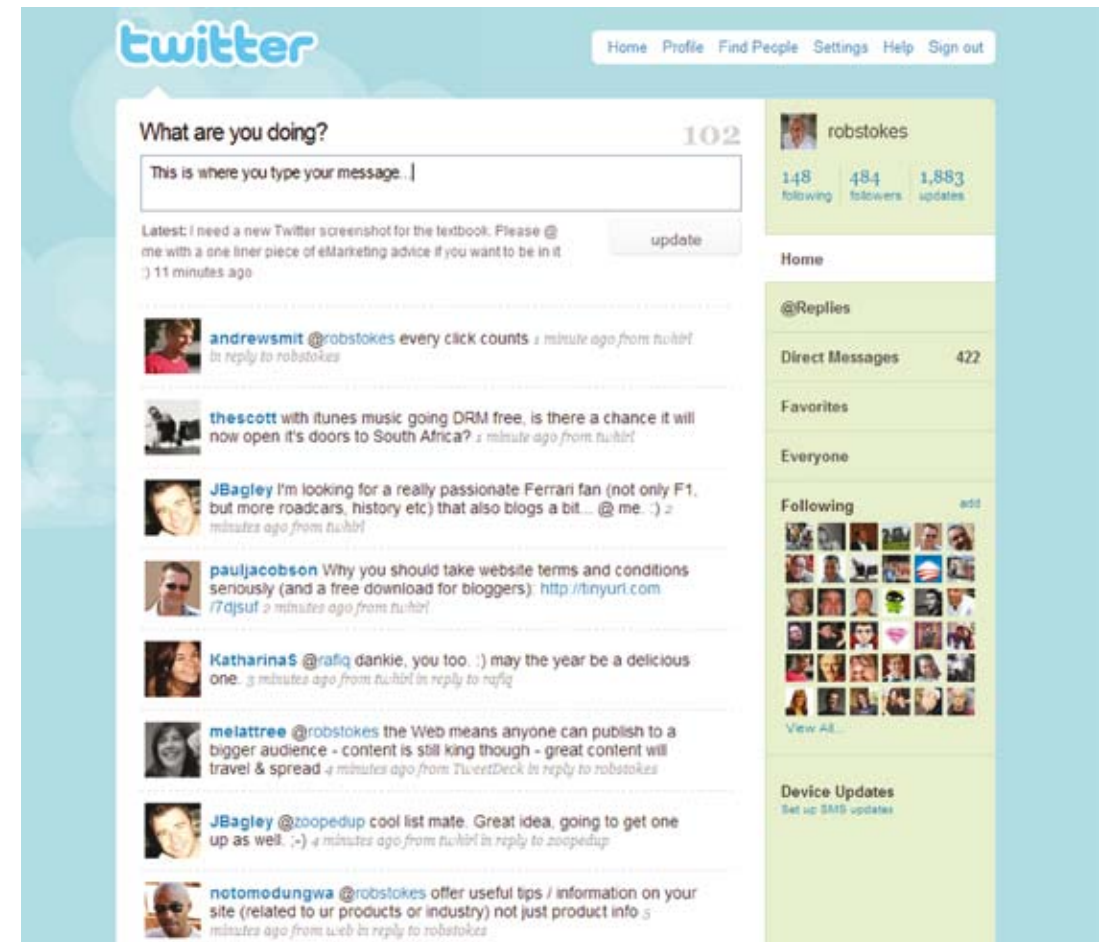 twitter
Home Profile Find People Settings Help Sign out
What are you doing?
102
This is where you type your message...
Latest: I need a new Twitter screenshot for the textbook. Please @
me with a one liner piece of eMarketing advice if you want to be in it
:) 11 minutes ago
update
andrewsmit @robstokes every click counts 1 minute ago from twhirl
in reply to robstokes
thescott with itunes music going DRM free, is there a chance it will
now open it's doors to South Africa? 1 minute ago from twhirl
JBagley I'm looking for a really passionate Ferrari fan (not only F1,
but more roadcars, history etc) that also blogs a bit... @ me. :) 2
minutes ago from twhirl
pauljacobson Why you should take website terms and conditions
seriously (and a free download for bloggers): http://tinyurl.com
/7djsuf 2 minutes ago from twhirl
KatharinaS @rafiq dankie, you too. :) may the year be a delicious
one. 3 minutes ago from twhirl in reply to rafiq
melattree @robstokes the Web means anyone can publish to a
bigger audience - content is still king though - great content will
travel & spread 4 minutes ago from TweetDeck in reply to robstokes
JBagley @zoopedup cool list mate. Great idea, going to get one
up as well. ;-) 4 minutes ago from twhirl in reply to zoopedup
notomodungwa @robstokes offer useful tips / information on your
site (related to ur products or industry) not just product info 5
minutes ago from web in reply to robstokes
robstokes
148 484 1,883
following followers updates
Home
@Replies
Direct Messages 422
Favorites
Everyone
Following add
View All...
Device Updates
Set up SMS updates